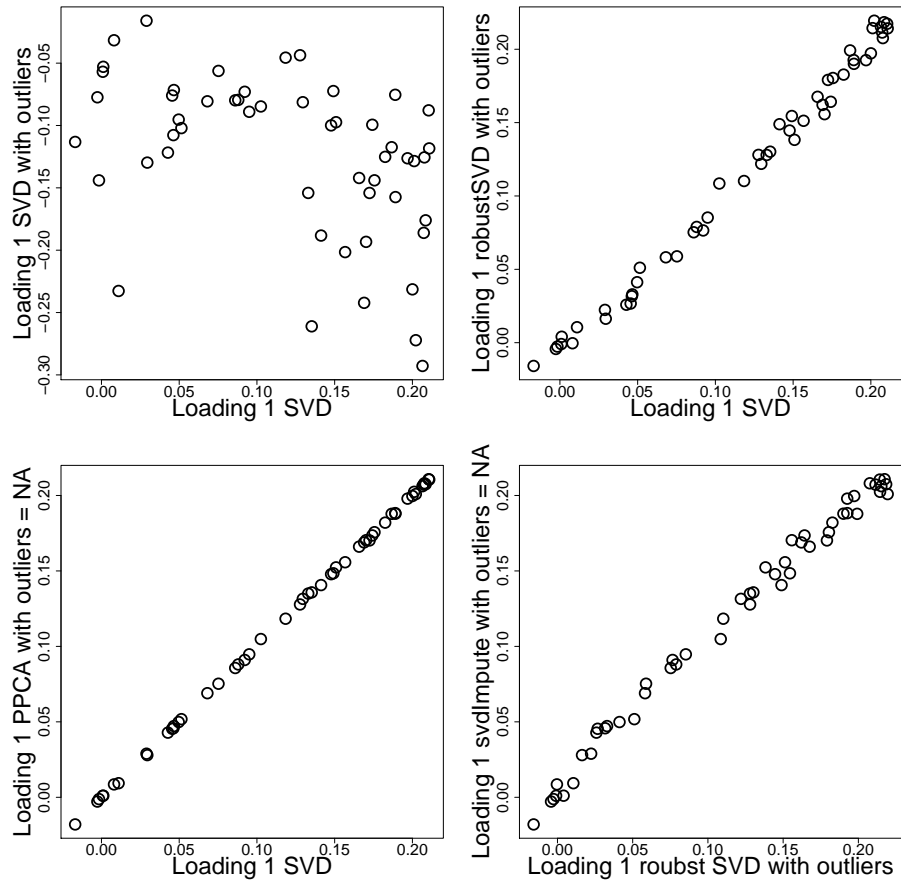 Loading 1 SVD with outliers
-0.05
-0.10
-0.15
-0.20
-0.25
-0.30
0.00 0.05 0.10 0.15 0.20
Loading 1 SVD
Loading 1 robustSVD with outliers
0.20
0.15
0.10
0.05
0.00
0.00 0.05 0.10 0.15 0.20
Loading 1 SVD
Loading 1 PPCA with outliers = NA
0.20
0.15
0.10
0.05
0.00
0.00 0.05 0.10 0.15 0.20
Loading 1 SVD
Loading 1 svdImpute with outliers = NA
0.20
0.15
0.10
0.05
0.00
0.00 0.05 0.10 0.15 0.20
Loading 1 roubst SVD with outliers